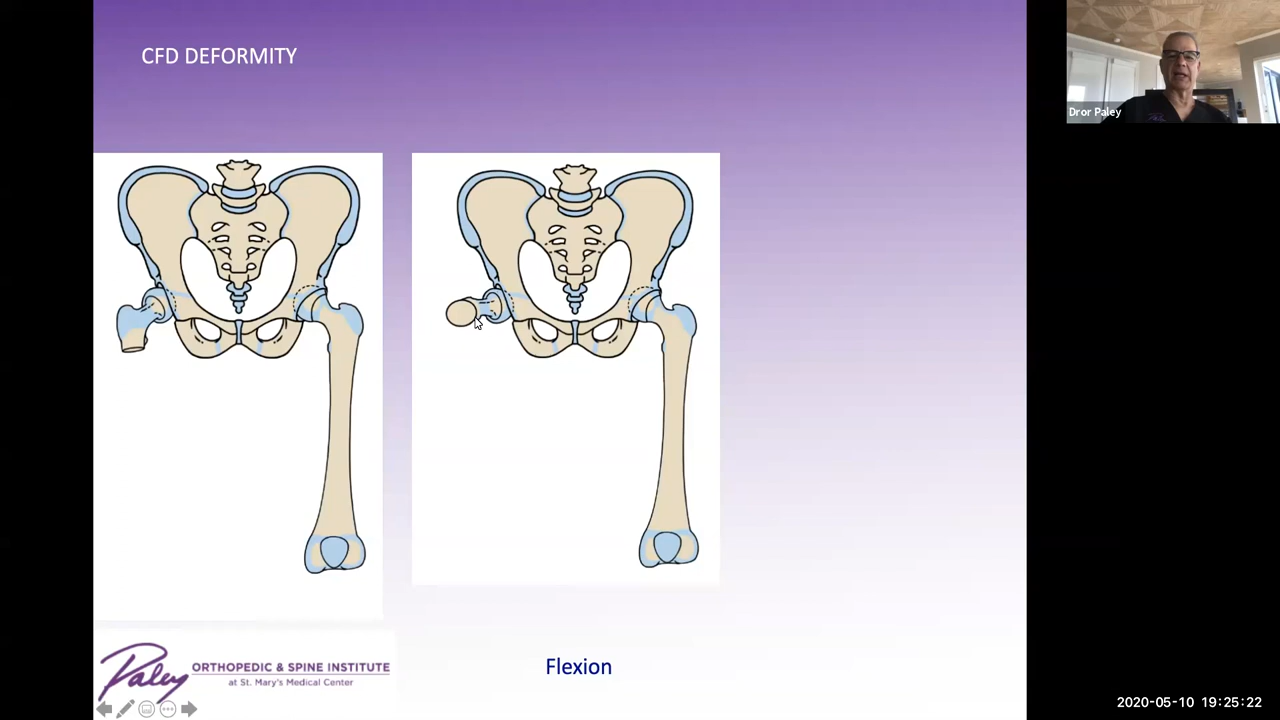 CFD DEFORMITY
Dror Paley
Paley
ORTHOPEDIC & SPINE INSTITUTE
at St. Mary's Medical Center
Flexion
2020-05-10 19:25:22